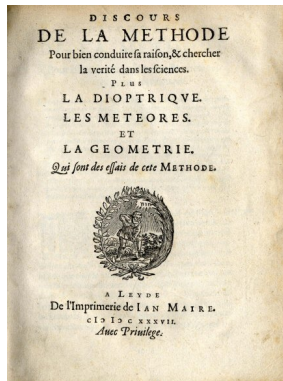 DISCOURS
DE LA METHODE
Pour bien conduire ſa raiſon, & chercher
la verité dans les ſciences.
PLUS
LA DIOPTRIQVE.
LES METEORES.
ET
LA GEOMETRIE.
Qui ſont des eſſais de cete METHODE.
A LEYDE
De l'Imprimerie de IAN MAIRE.
cIↃ IↃ c XXXVII.
Auec Priuilege.